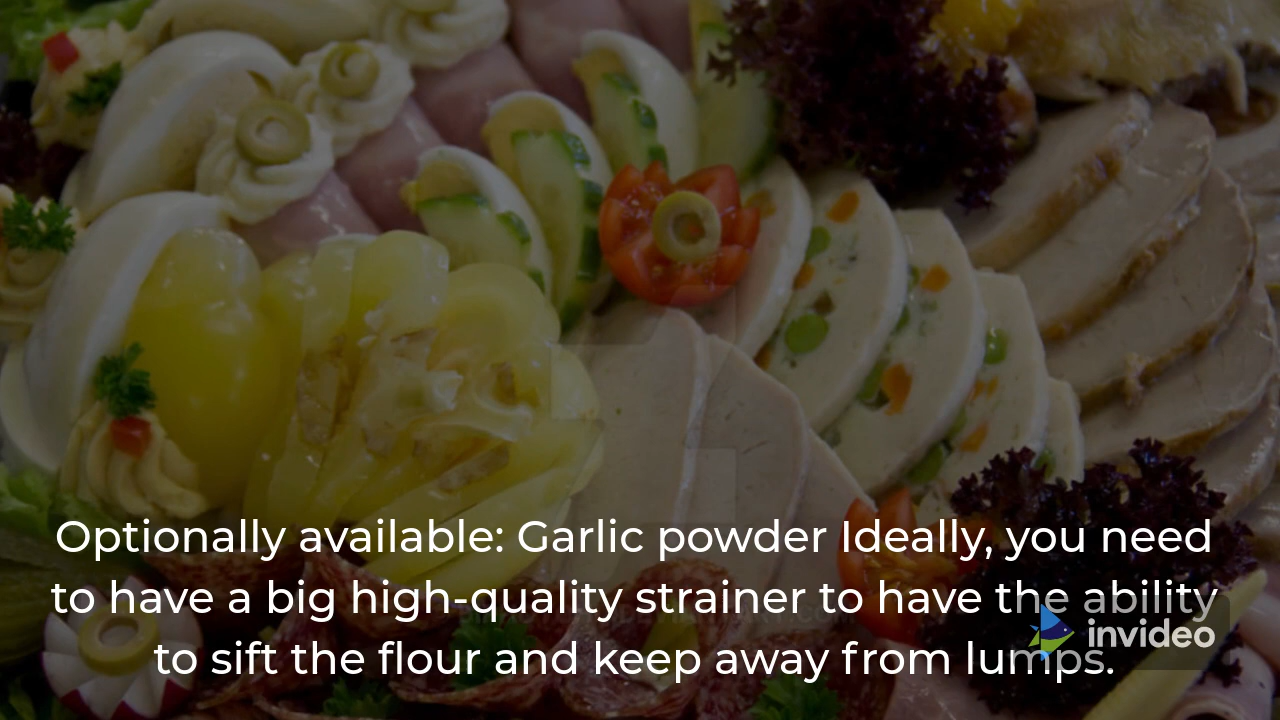 Optionally available: Garlic powder Ideally, you need
to have a big high-quality strainer to have the ability
to sift the flour and keep away from lumps.
invideo